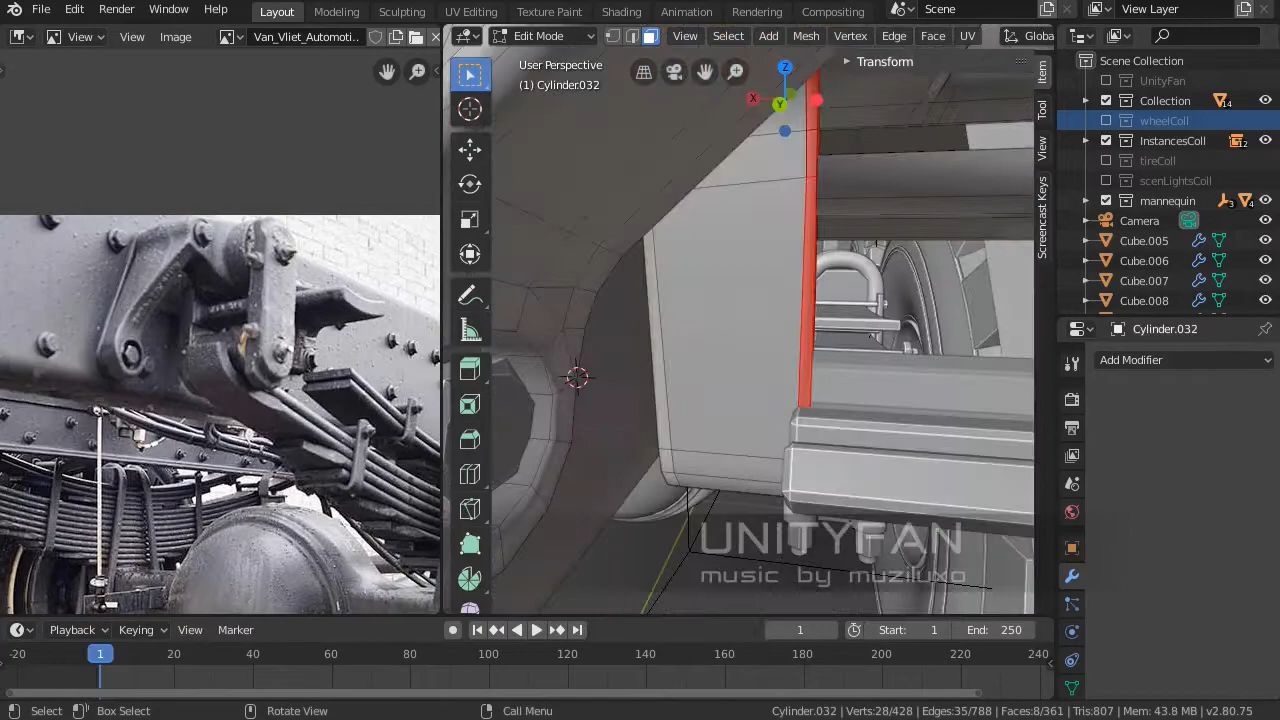 File Edit Render Window Help Layout Modeling Sculpting UV Editing Texture Paint Shading Animation Rendering Compositing Scene View Layer
View View Image Van_Vliet_Automoti... Edit Mode View Select Add Mesh Vertex Edge Face UV Globa
User Perspective
(1) Cylinder.032
Transform
Z
X
Y
Item
Tool
View
Screencast Keys
Scene Collection
UnityFan
Collection 14
wheelColl
InstancesColl 12
tireColl
scenLightsColl
mannequin 3 4
Camera
Cube.005
Cube.006
Cube.007
Cube.008
Cylinder.032
Add Modifier
UNITYFAN
music by muziluxo
Playback Keying View Marker 1 Start: 1 End: 250
-20 1 20 40 60 80 100 120 140 160 180 200 220 240
Select Box Select Rotate View Call Menu Cylinder.032 | Verts:28/428 | Edges:35/788 | Faces:8/361 | Tris:807 | Mem: 43.8 MB | v2.80.75